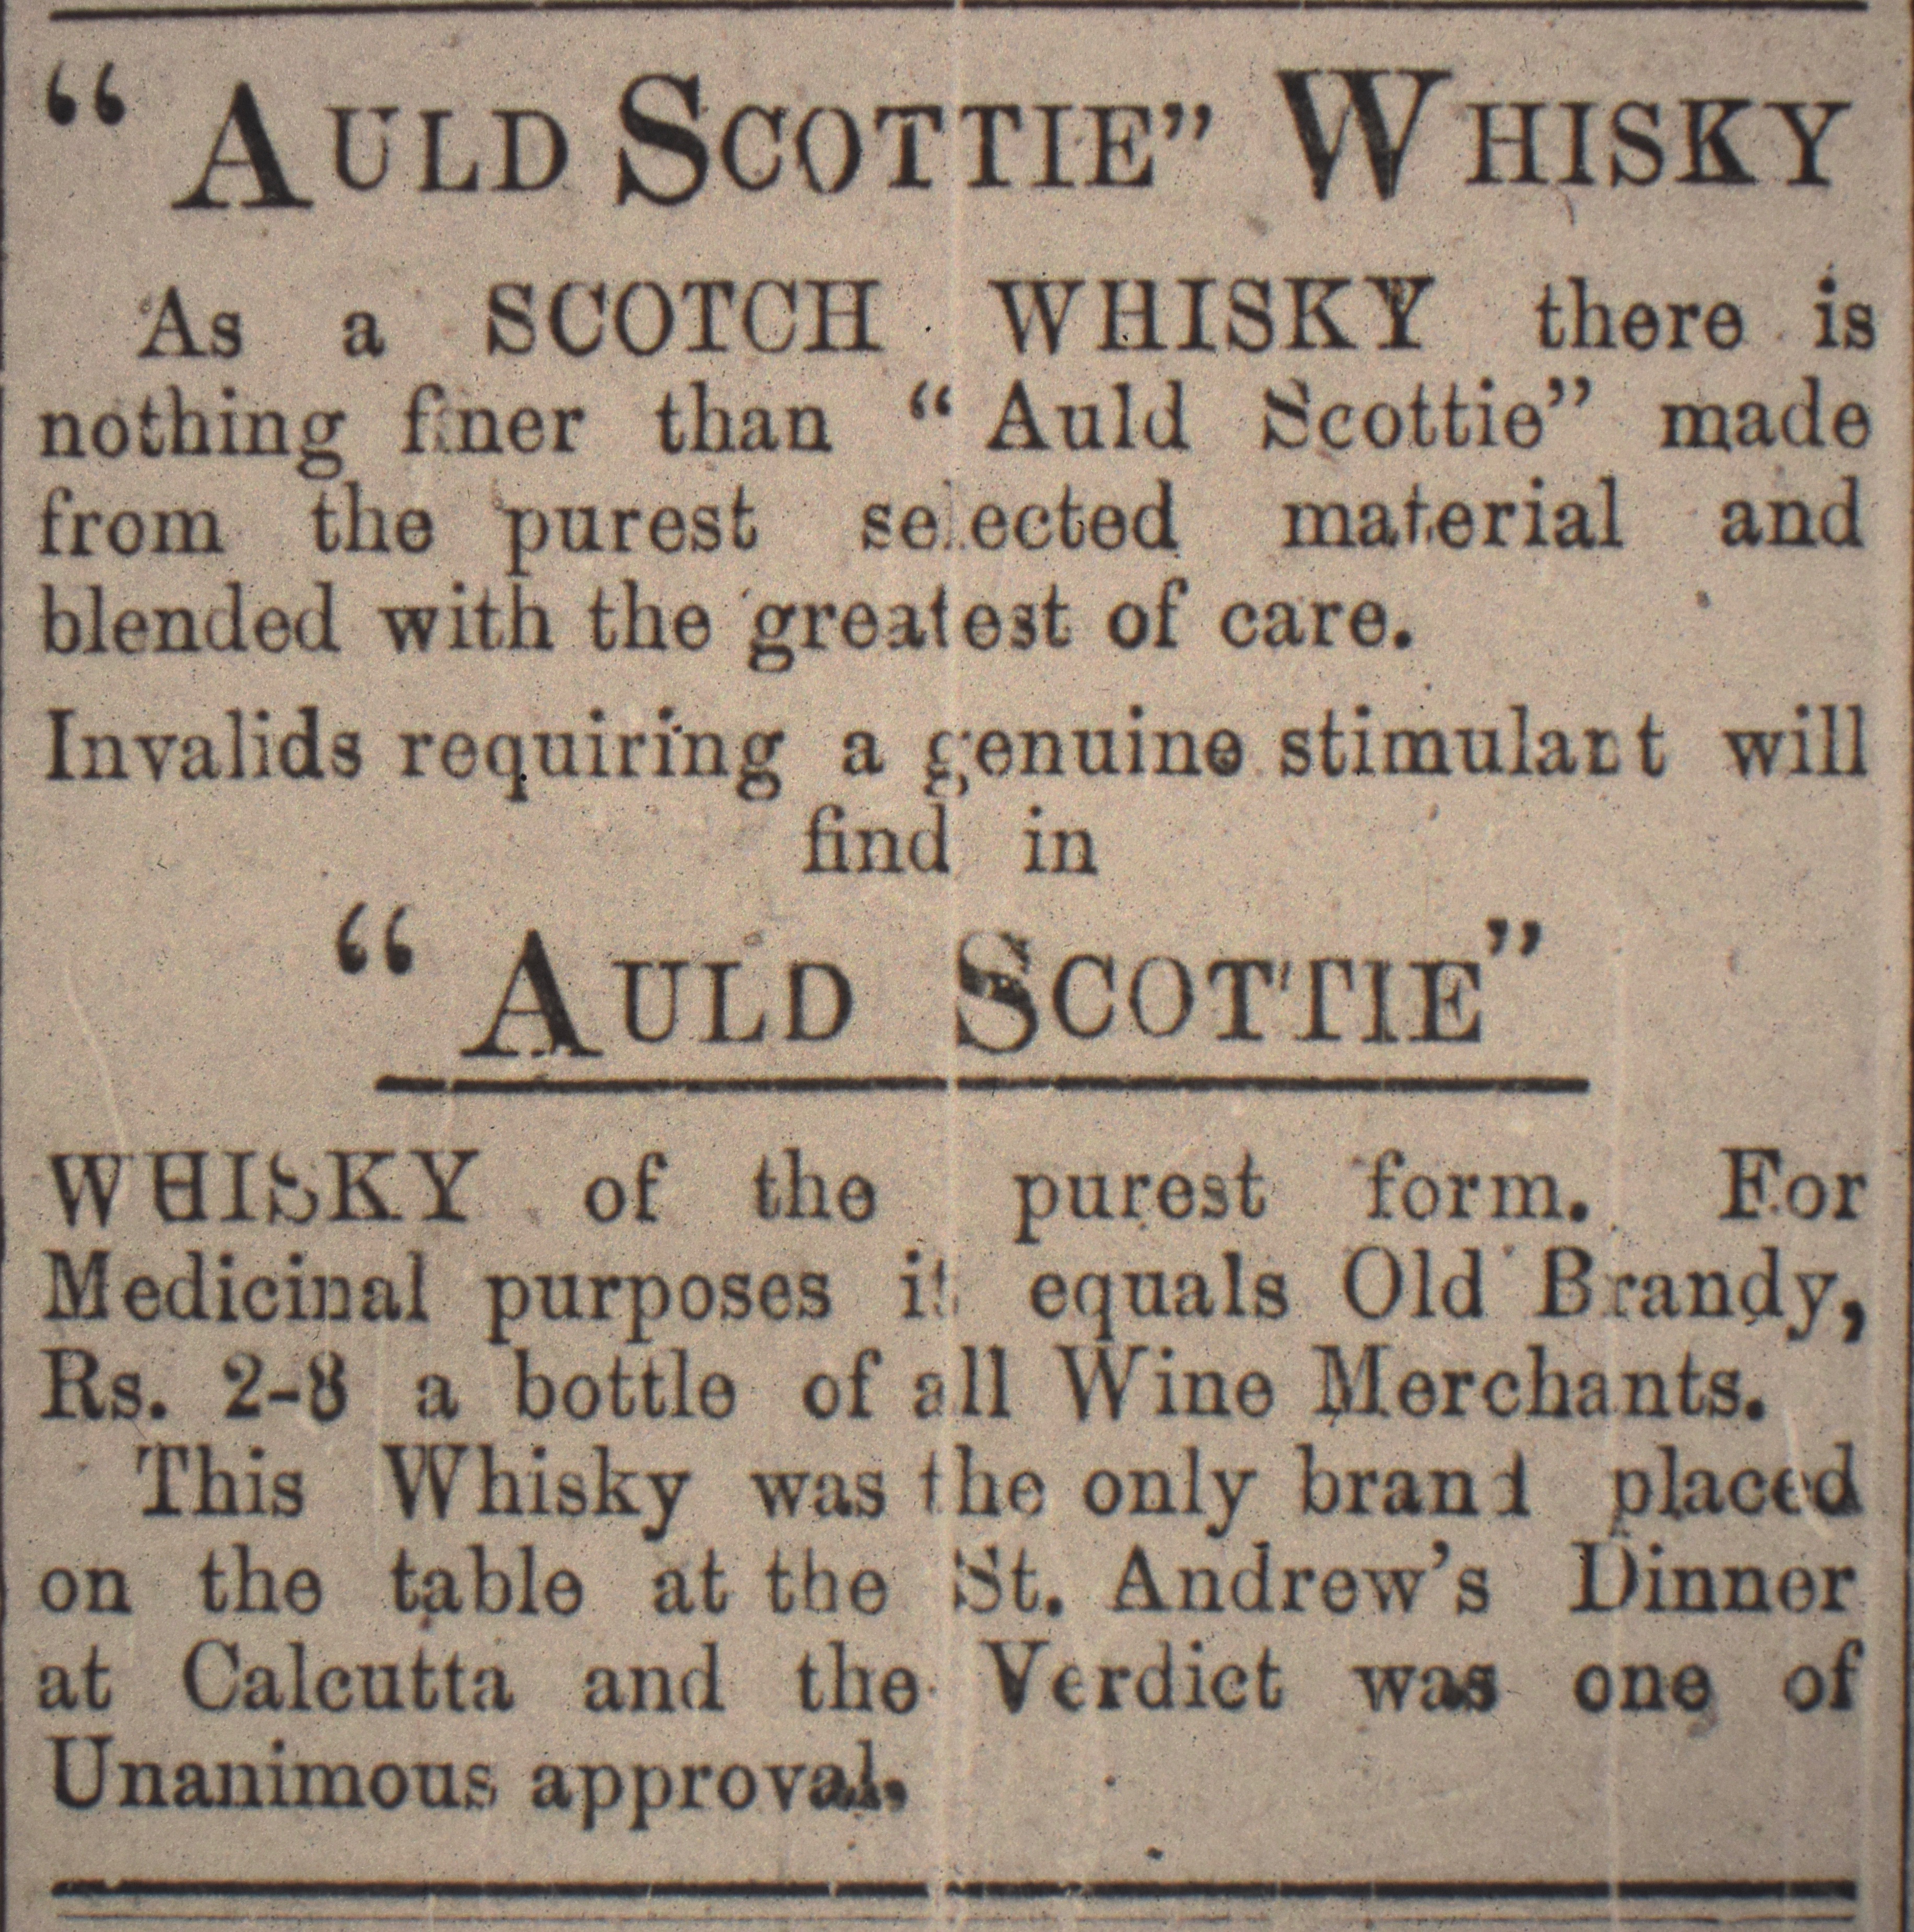 “ AULD SCOTTIE” WHISKY
As a SCOTCH WHISKY there is
nothing finer than “ Auld Scottie” made
from the purest selected material and
blended with the greatest of care.
Invalids requiring a genuine stimulant will
find in
“ AULD SCOTTIE”
WHISKY of the purest form. For
Medicinal purposes it equals Old Brandy,
Rs. 2-8 a bottle of all Wine Merchants.
This Whisky was the only brand placed
on the table at the St. Andrew’s Dinner
at Calcutta and the Verdict was one of
Unanimous approval.